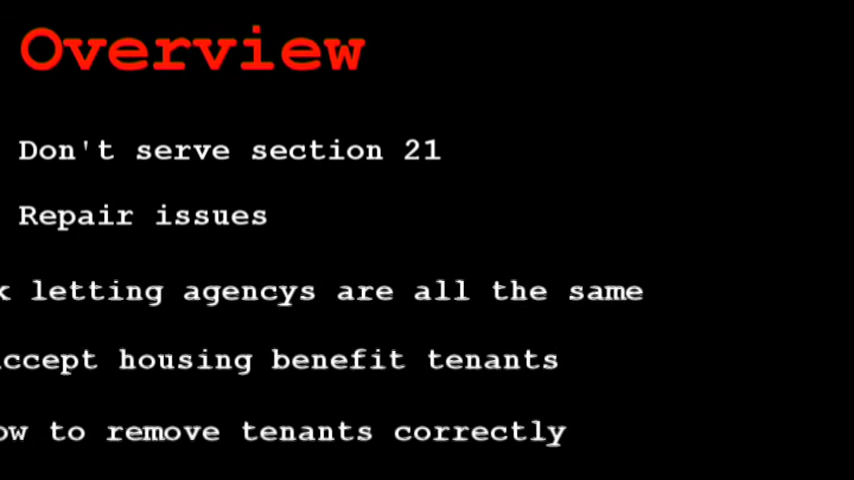 Overview
Don't serve section 21
Repair issues
letting agencys are all the same
housing benefit tenants
to remove tenants correctly